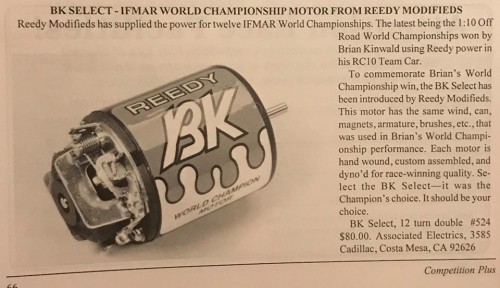 BK SELECT - IFMAR WORLD CHAMPIONSHIP MOTOR FROM REEDY MODIFIEDS
Reedy Modifieds has supplied the power for twelve IFMAR World Championships. The latest being the 1:10 Off
Road World Championships won by
Brian Kinwald using Reedy power in
his RC10 Team Car.
To commemorate Brian's World
Championship win, the BK Select has
been introduced by Reedy Modifieds.
This motor has the same wind, can,
magnets, armature, brushes, etc., that
was used in Brian's World Champi-
onship performance. Each motor is
hand wound, custom assembled, and
dyno'd for race-winning quality. Se-
lect the BK Select—it was the
Champion's choice. It should be your
choice.
BK Select, 12 turn double #524
$80.00. Associated Electrics, 3585
Cadillac, Costa Mesa, CA 92626
REEDY
BK
WORLD CHAMPION
MOTOR
Competition Plus
66